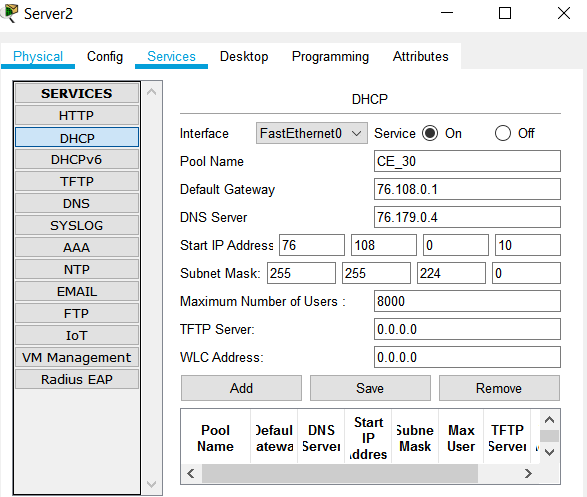 Server2
Physical Config Services Desktop Programming Attributes
SERVICES
HTTP
DHCP
DHCPv6
TFTP
DNS
SYSLOG
AAA
NTP
EMAIL
FTP
IoT
VM Management
Radius EAP
DHCP
Interface FastEthernet0 Service On Off
Pool Name CE_30
Default Gateway 76.108.0.1
DNS Server 76.179.0.4
Start IP Address 76 108 0 10
Subnet Mask: 255 255 224 0
Maximum Number of Users : 8000
TFTP Server: 0.0.0.0
WLC Address: 0.0.0.0
Add Save Remove
Pool Name
Defaul atewa
DNS Server
Start IP Addres
Subne Mask
Max User
TFTP Server